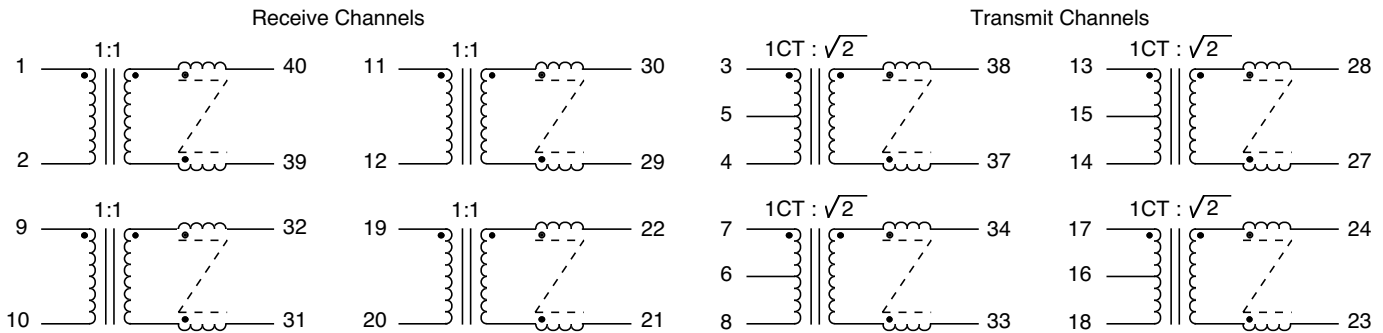 Receive Channels Transmit Channels
1:1 1:1 1CT : √2 1CT : √2
1 40 11 30 3 38 13 28
5 15
2 39 12 29 4 37 14 27
1:1 1:1 1CT : √2 1CT : √2
9 32 19 22 7 34 17 24
6 16
10 31 20 21 8 33 18 23